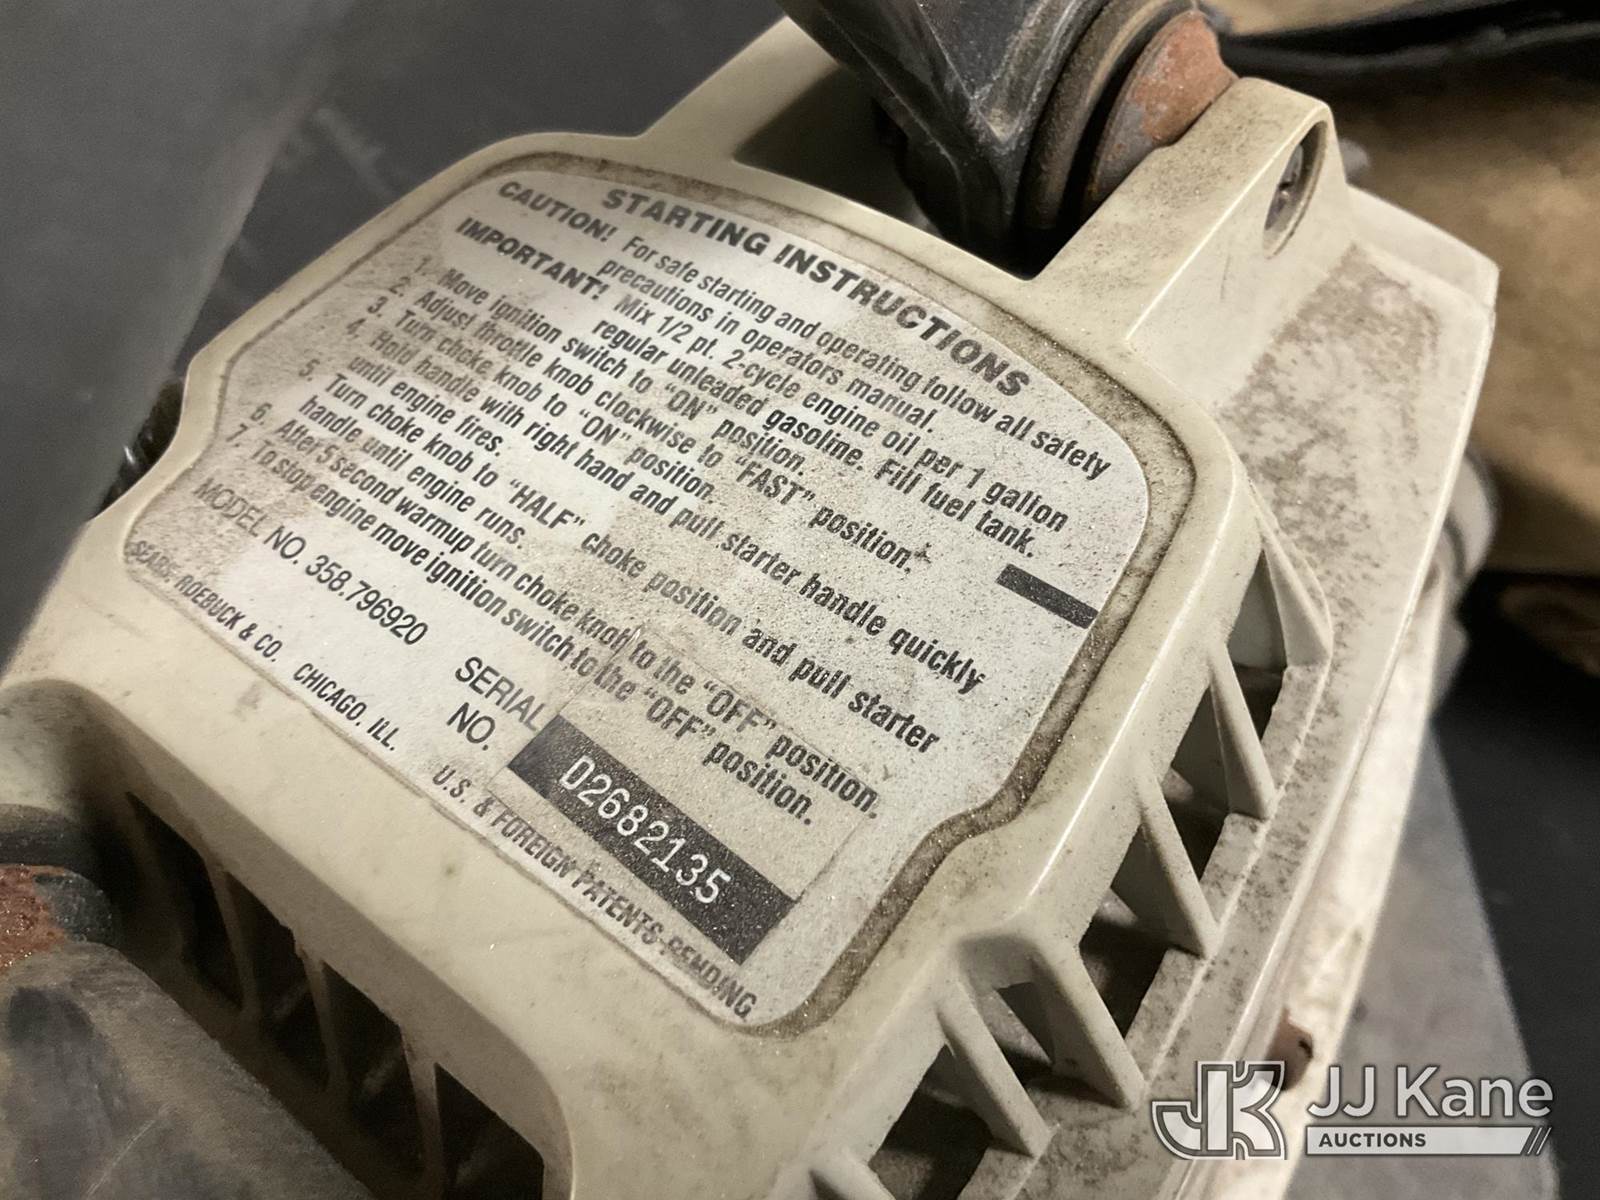 STARTING INSTRUCTIONS
CAUTION! For safe starting and operating follow all safety
precautions in operators manual.
IMPORTANT! Mix 1/2 pt. 2-cycle engine oil per 1 gallon
regular unleaded gasoline. Fill fuel tank.
1. Move ignition switch to "ON" position.
2. Adjust throttle knob clockwise to "FAST" position.
3. Turn choke knob to "ON" position.
4. Hold handle with right hand and pull starter handle quickly
until engine fires.
5. Turn choke knob to "HALF" choke position and pull starter
handle until engine runs.
6. After 5 second warmup turn choke knob to the "OFF" position.
7. To stop engine move ignition switch to the "OFF" position.
MODEL NO. 358.796920
SERIAL
NO.
D2682135
SEARS, ROEBUCK & CO. CHICAGO, ILL.
U.S. & FOREIGN PATENTS PENDING
JK JJ Kane
AUCTIONS